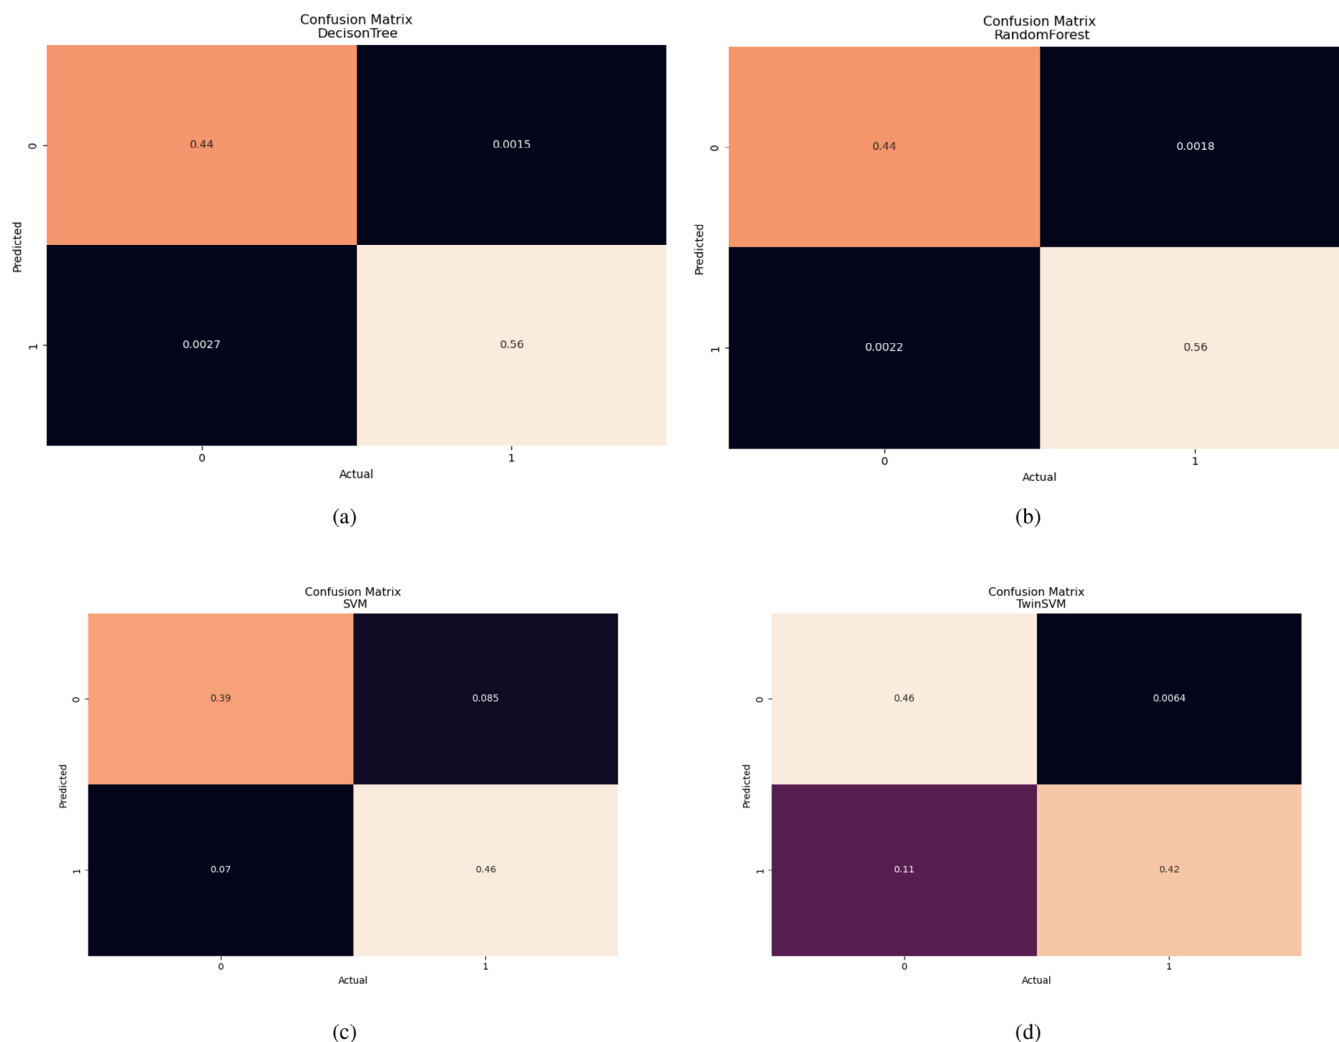 Confusion Matrix
DecisonTree
0
0.44
0.0015
Predicted
1
0.0027
0.56
0
1
Actual
(a)
Confusion Matrix
RandomForest
0
0.44
0.0018
Predicted
1
0.0022
0.56
0
1
Actual
(b)
Confusion Matrix
SVM
0
0.39
0.085
Predicted
1
0.07
0.46
0
1
Actual
(c)
Confusion Matrix
TwinSVM
0
0.46
0.0064
Predicted
1
0.11
0.42
0
1
Actual
(d)